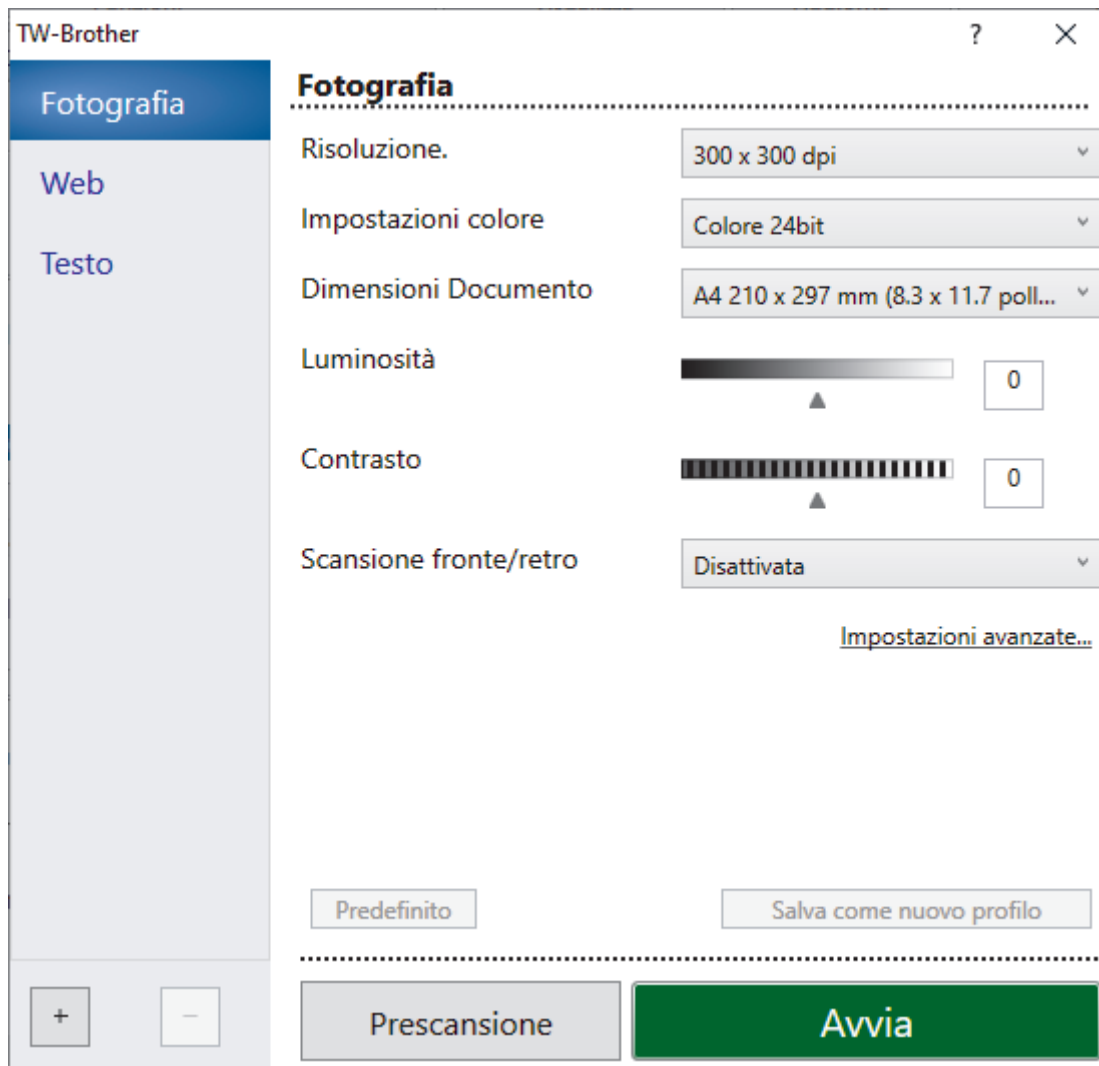 TW-Brother
?
Fotografia
Web
Testo
Fotografia
Risoluzione.
300 x 300 dpi
Impostazioni colore
Colore 24bit
Dimensioni Documento
A4 210 x 297 mm (8.3 x 11.7 poll...
Luminosità
0
Contrasto
0
Scansione fronte/retro
Disattivata
Impostazioni avanzate...
Predefinito
Salva come nuovo profilo
+
−
Prescansione
Avvia